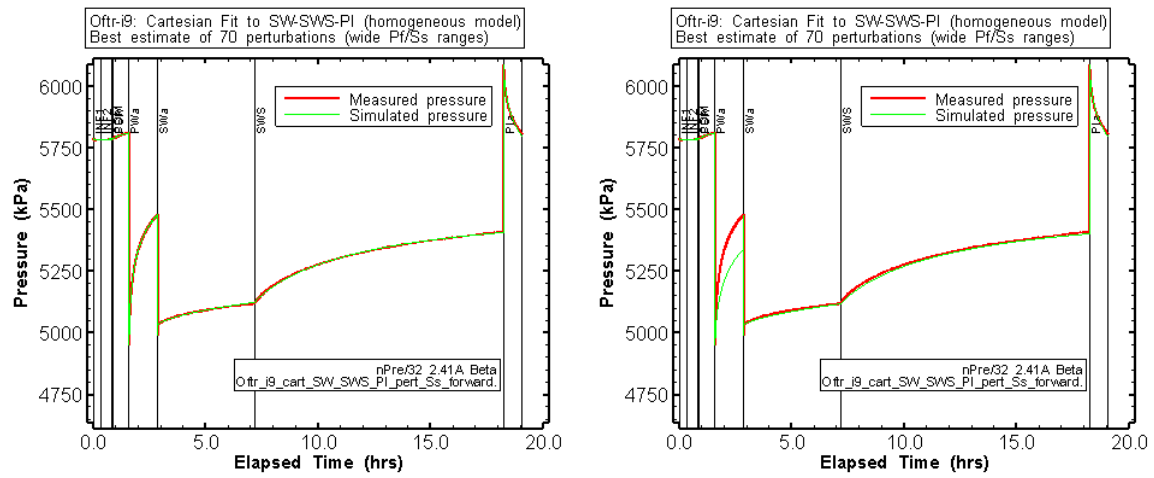 Oftr-i9: Cartesian Fit to SW-SWS-PI (homogeneous model)
Best estimate of 70 perturbations (wide Pf/Ss ranges)
6000
5750
5500
5250
5000
4750
Pressure (kPa)
INF1
INF2
PWa
SWa
SWS
PIa
Measured pressure
Simulated pressure
nPre/32 2.41A Beta
Oftr_i9_cart_SW_SWS_PI_pert_Ss_forward.
0.0 5.0 10.0 15.0 20.0
Elapsed Time (hrs)
Oftr-i9: Cartesian Fit to SW-SWS-PI (homogeneous model)
Best estimate of 70 perturbations (wide Pf/Ss ranges)
6000
5750
5500
5250
5000
4750
Pressure (kPa)
INF1
INF2
PWa
SWa
SWS
PIa
Measured pressure
Simulated pressure
nPre/32 2.41A Beta
Oftr_i9_cart_SW_SWS_PI_pert_Ss_forward.
0.0 5.0 10.0 15.0 20.0
Elapsed Time (hrs)